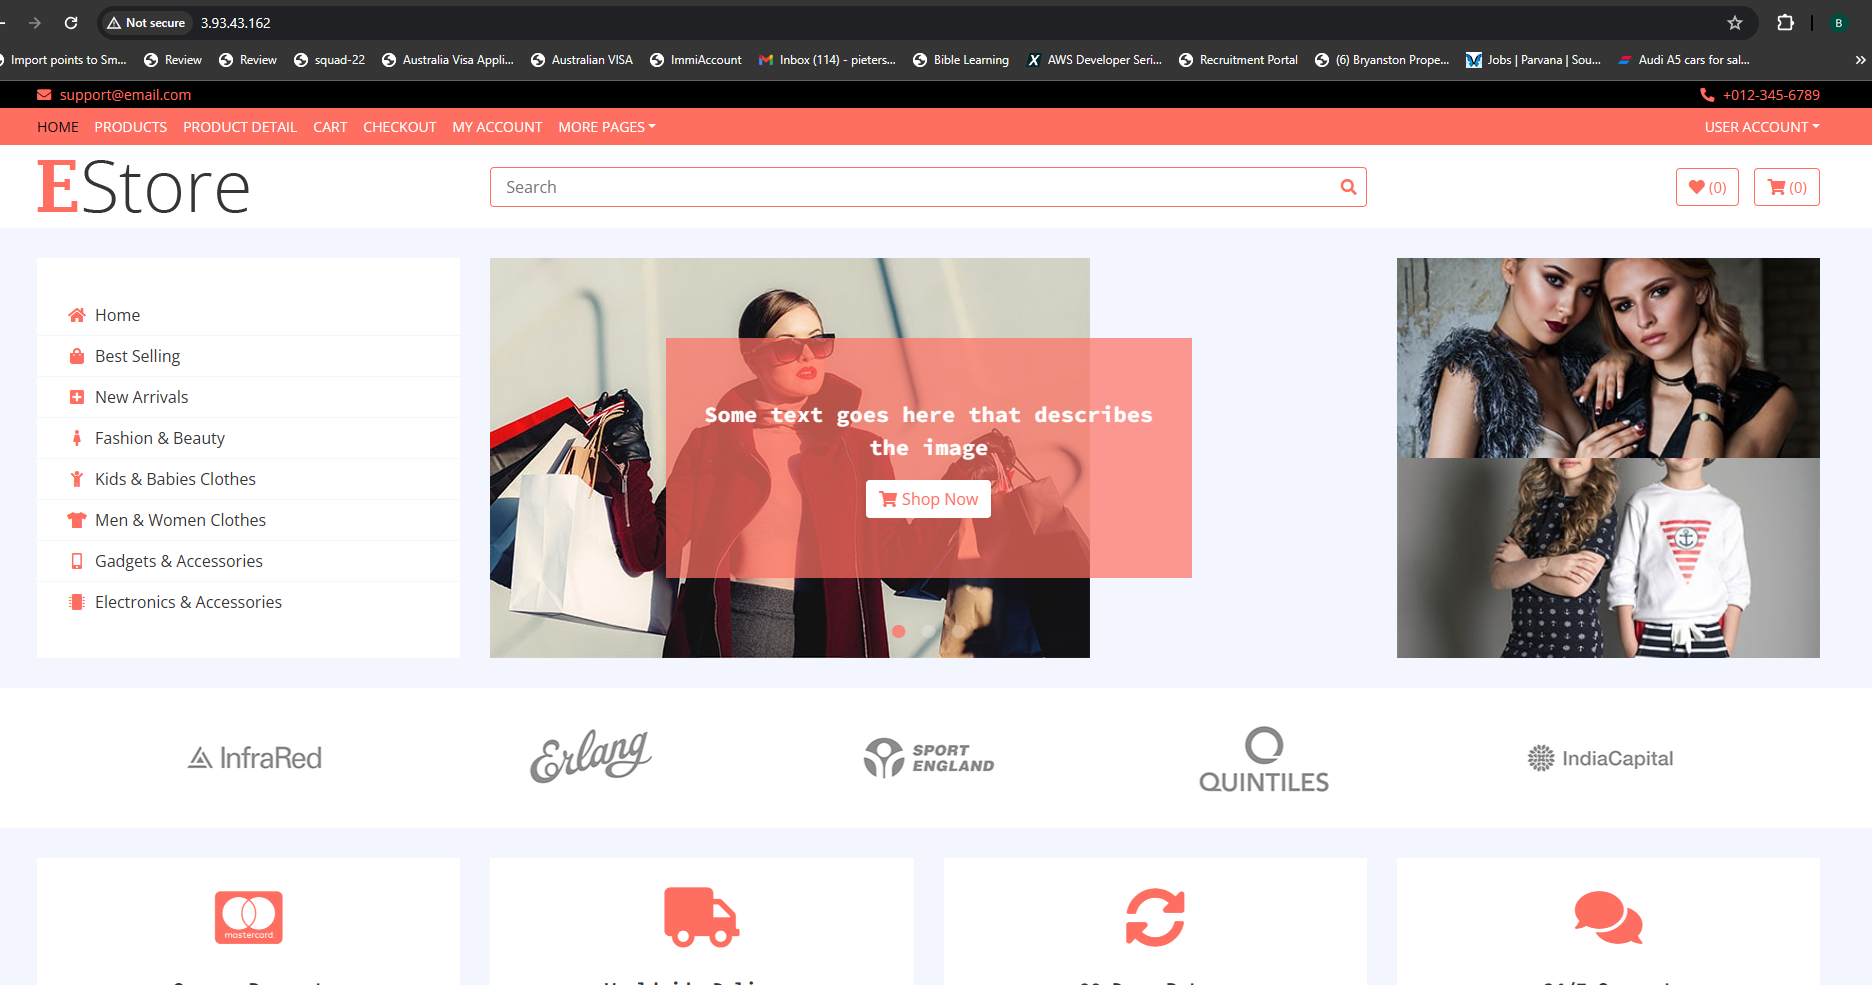 Not secure 3.93.43.162
B
Import points to Sm... Review Review squad-22 Australia Visa Appli... Australian VISA ImmiAccount Inbox (114) - pieters... Bible Learning AWS Developer Seri... Recruitment Portal (6) Bryanston Prope... Jobs | Parvana | Sou... Audi A5 cars for sal...
support@email.com +012-345-6789
HOME PRODUCTS PRODUCT DETAIL CART CHECKOUT MY ACCOUNT MORE PAGES USER ACCOUNT
EStore
Search
(0) (0)
Home
Best Selling
New Arrivals
Fashion & Beauty
Kids & Babies Clothes
Men & Women Clothes
Gadgets & Accessories
Electronics & Accessories
Some text goes here that describes
the image
Shop Now
InfraRed
Erlang
SPORT
ENGLAND
QUINTILES
IndiaCapital
mastercard